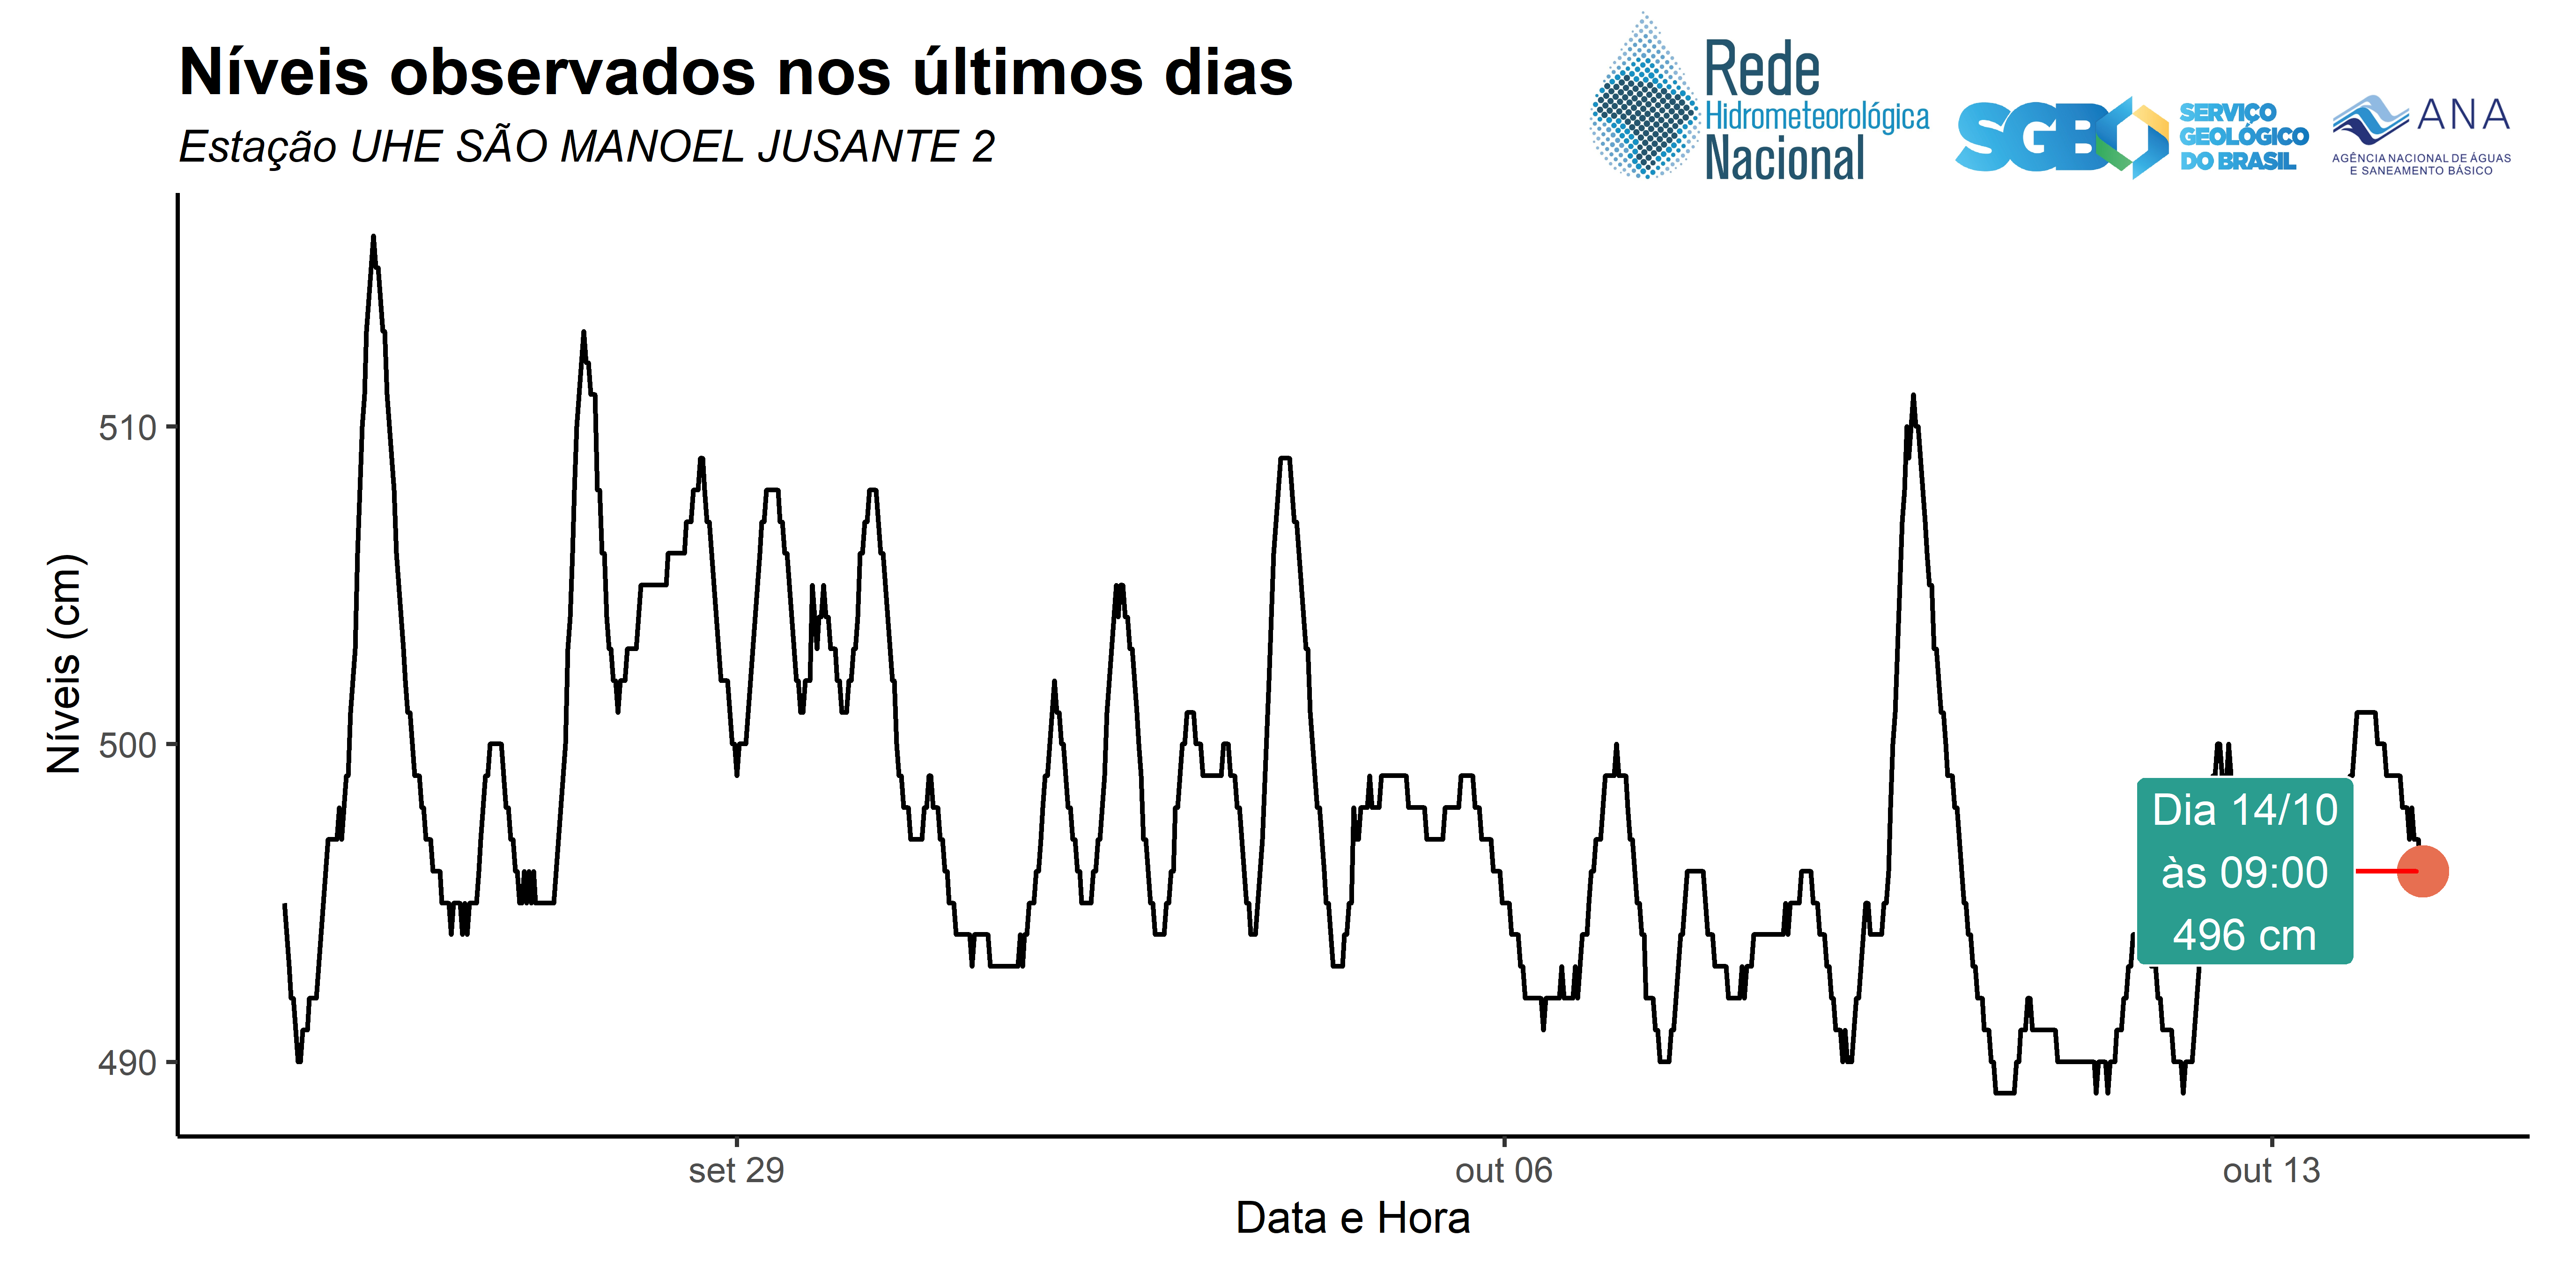 Níveis observados nos últimos dias
Estação UHE SÃO MANOEL JUSANTE 2
Rede
Hidrometeorológica
Nacional
SGB
SERVIÇO
GEOLÓGICO
DO BRASIL
ANA
AGÊNCIA NACIONAL DE ÁGUAS
E SANEAMENTO BÁSICO
Níveis (cm)
510
500
490
Dia 14/10
às 09:00
496 cm
set 29
out 06
out 13
Data e Hora